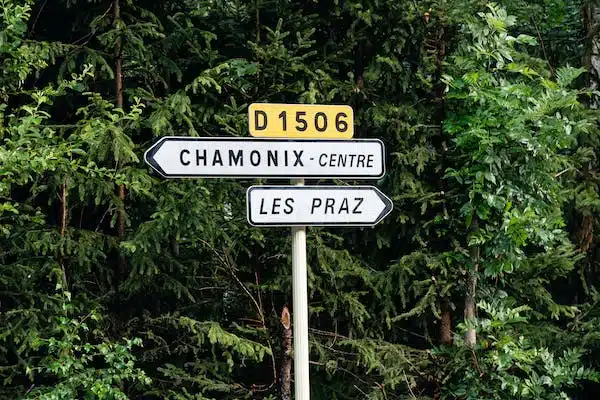 D 1506
CHAMONIX - CENTRE
LES PRAZ